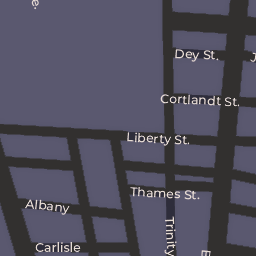 e.
Dey St.
J
Cortlandt St.
Liberty St.
Thames St.
Albany
Trinity
Carlisle
E